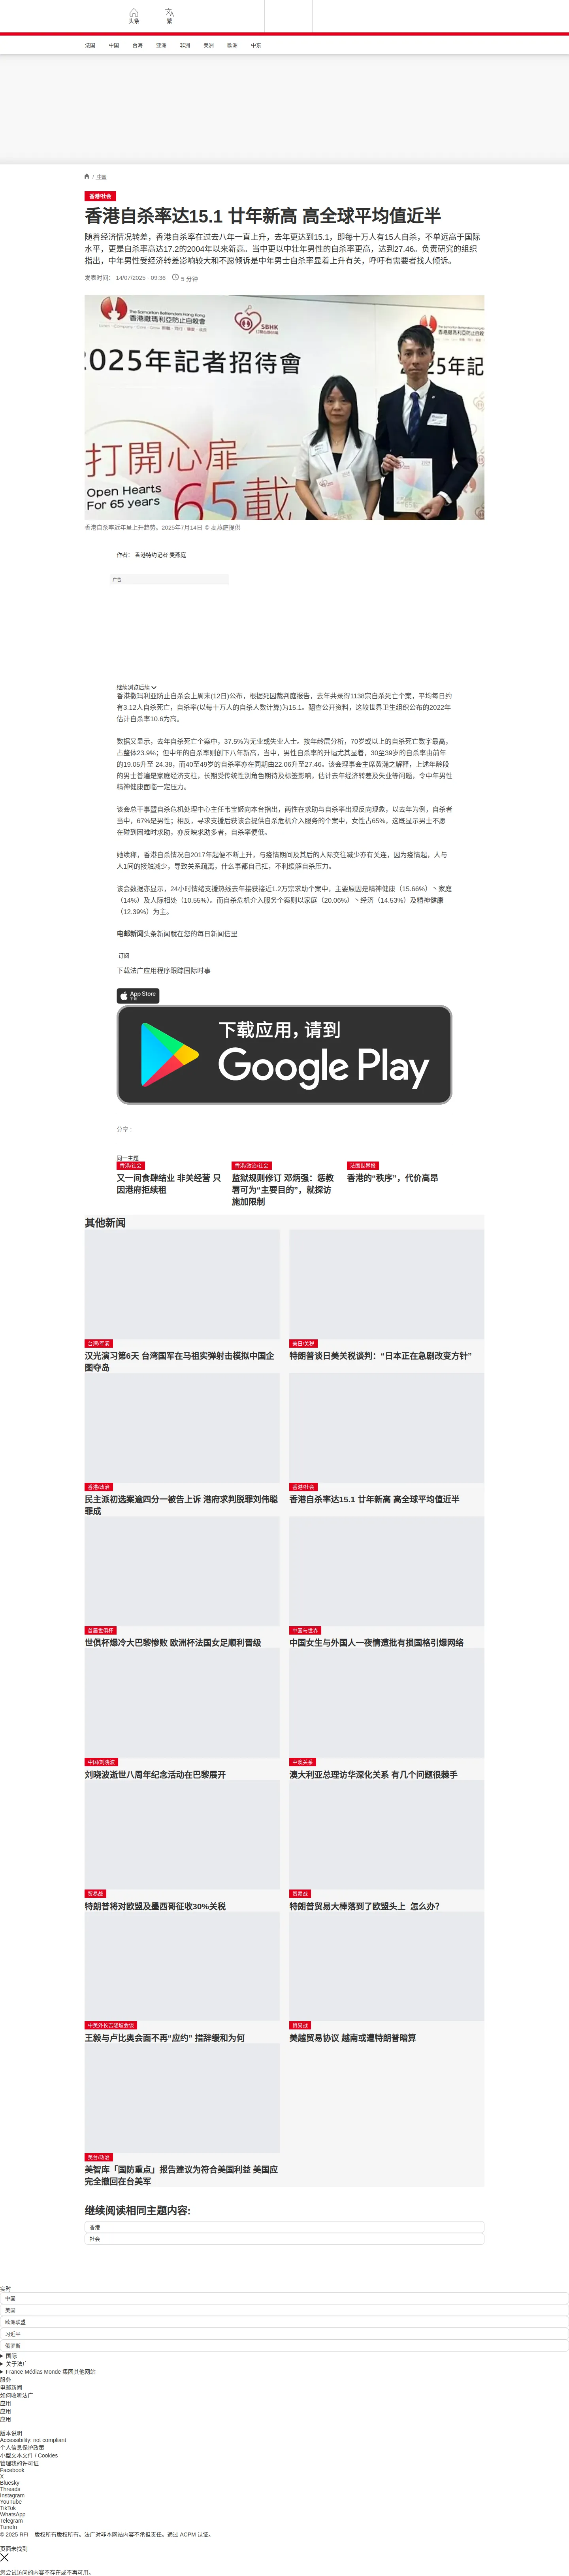 头条
繁
法国
中国
台海
亚洲
非洲
美洲
欧洲
中东
/ 中国
香港/社会
香港自杀率达15.1 廿年新高 高全球平均值近半
随着经济情况转差，香港自杀率在过去八年一直上升，去年更达到15.1，即每十万人有15人自杀，不单远高于国际
水平，更是自杀率高达17.2的2004年以来新高。当中更以中壮年男性的自杀率更高，达到27.46。负责研究的组织
指出，中年男性受经济转差影响较大和不愿倾诉是中年男士自杀率显着上升有关，呼吁有需要者找人倾诉。
发表时间： 14/07/2025 - 09:36
5 分钟
The Samaritan Befrienders Hong Kong
香港撒瑪利亞防止自殺會
SBHK
2025年記者招待會
打開心扉
65載
Open Hearts
For 65 years
香港自杀率近年呈上升趋势。2025年7月14日 © 麦燕庭提供
作者： 香港特约记者 麦燕庭
广告
继续浏览后续
香港撒玛利亚防止自杀会上周末(12日)公布，根据死因裁判庭报告，去年共录得1138宗自杀死亡个案，平均每日约
有3.12人自杀死亡，自杀率(以每十万人的自杀人数计算)为15.1。翻查公开资料，这较世界卫生组织公布的2022年
估计自杀率10.6为高。
数据又显示，去年自杀死亡个案中，37.5%为无业或失业人士。按年龄层分析，70岁或以上的自杀死亡数字最高，
占整体23.9%；但中年的自杀率则创下八年新高，当中，男性自杀率的升幅尤其显着，30至39岁的自杀率由前年
的19.05升至 24.38，而40至49岁的自杀率亦在同期由22.06升至27.46。该会理事会主席黄瀚之解释，上述年龄段
的男士普遍是家庭经济支柱，长期受传统性别角色期待及标签影响，估计去年经济转差及失业等问题，令中年男性
精神健康面临一定压力。
该会总干事暨自杀危机处理中心主任韦宝姬向本台指出，两性在求助与自杀率出现反向现象，以去年为例，自杀者
当中，67%是男性；相反，寻求支援后获该会提供自杀危机介入服务的个案中，女性占65%。这既显示男士不愿
在碰到困难时求助，亦反映求助多者，自杀率便低。
她续称，香港自杀情况自2017年起便不断上升，与疫情期间及其后的人际交往减少亦有关连，因为疫情起，人与
人1间的接触减少，导致关系疏离，什么事都自己扛，不利缓解自杀压力。
该会数据亦显示，24小时情绪支援热线去年接获接近1.2万宗求助个案中，主要原因是精神健康（15.66%）丶家庭
（14%）及人际相处（10.55%）。而自杀危机介入服务个案则以家庭（20.06%）丶经济（14.53%）及精神健康
（12.39%）为主。
电邮新闻头条新闻就在您的每日新闻信里
订阅
下载法广应用程序跟踪国际时事
App Store
下载
下载应用，请到
Google Play
分享 :
同一主题
香港/社会
又一间食肆结业 非关经营 只
因港府拒续租
香港/政治/社会
监狱规则修订 邓炳强：惩教
署可为“主要目的”，就探访
施加限制
法国世界报
香港的“秩序”，代价高昂
其他新闻
台湾/军演
汉光演习第6天 台湾国军在马祖实弹射击模拟中国企
图夺岛
美日/关税
特朗普谈日美关税谈判：“日本正在急剧改变方针”
香港/政治
民主派初选案逾四分一被告上诉 港府求判脱罪刘伟聪
罪成
香港/社会
香港自杀率达15.1 廿年新高 高全球平均值近半
首届世俱杯
世俱杯爆冷大巴黎惨败 欧洲杯法国女足顺利晋级
中国与世界
中国女生与外国人一夜情遭批有损国格引爆网络
中国/刘晓波
刘晓波逝世八周年纪念活动在巴黎展开
中澳关系
澳大利亚总理访华深化关系 有几个问题很棘手
贸易战
特朗普将对欧盟及墨西哥征收30%关税
贸易战
特朗普贸易大棒落到了欧盟头上 怎么办？
中美外长吉隆坡会谈
王毅与卢比奥会面不再“应约” 措辞缓和为何
贸易战
美越贸易协议 越南或遭特朗普暗算
美台/政治
美智库「国防重点」报告建议为符合美国利益 美国应
完全撤回在台美军
继续阅读相同主题内容:
香港
社会
实时
中国
美国
欧洲联盟
习近平
俄罗斯
国际
关于法广
France Médias Monde 集团其他网站
服务
电邮新闻
如何收听法广
应用
应用
应用
版本说明
Accessibility: not compliant
个人信息保护政策
小型文本文件 / Cookies
管理我的许可证
Facebook
X
Bluesky
Threads
Instagram
YouTube
TikTok
WhatsApp
Telegram
TuneIn
© 2025 RFI – 版权所有版权所有。法广对非本网站内容不承担责任。通过 ACPM 认证。
页面未找到
您尝试访问的内容不存在或不再可用。